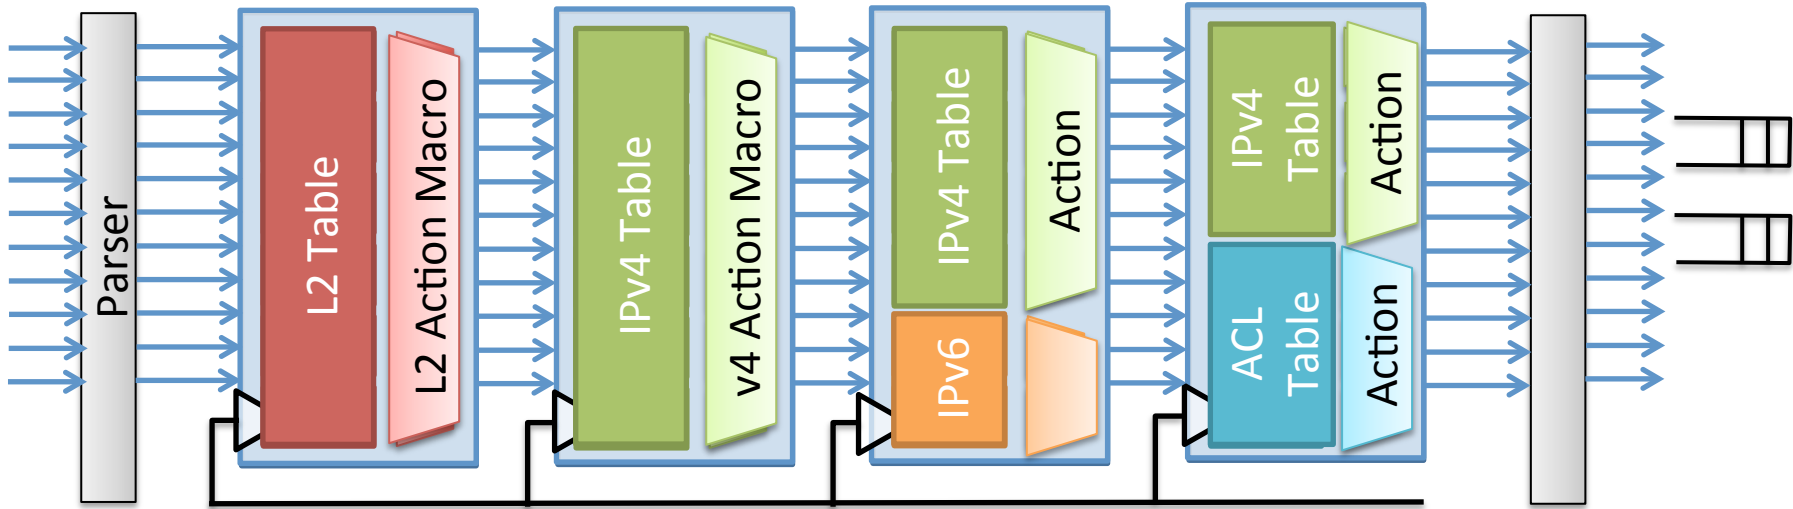 Parser
L2 Table
L2 Action Macro
IPv4 Table
v4 Action Macro
IPv4 Table
Action
IPv6
IPv4
Table
Action
ACL
Table
Action